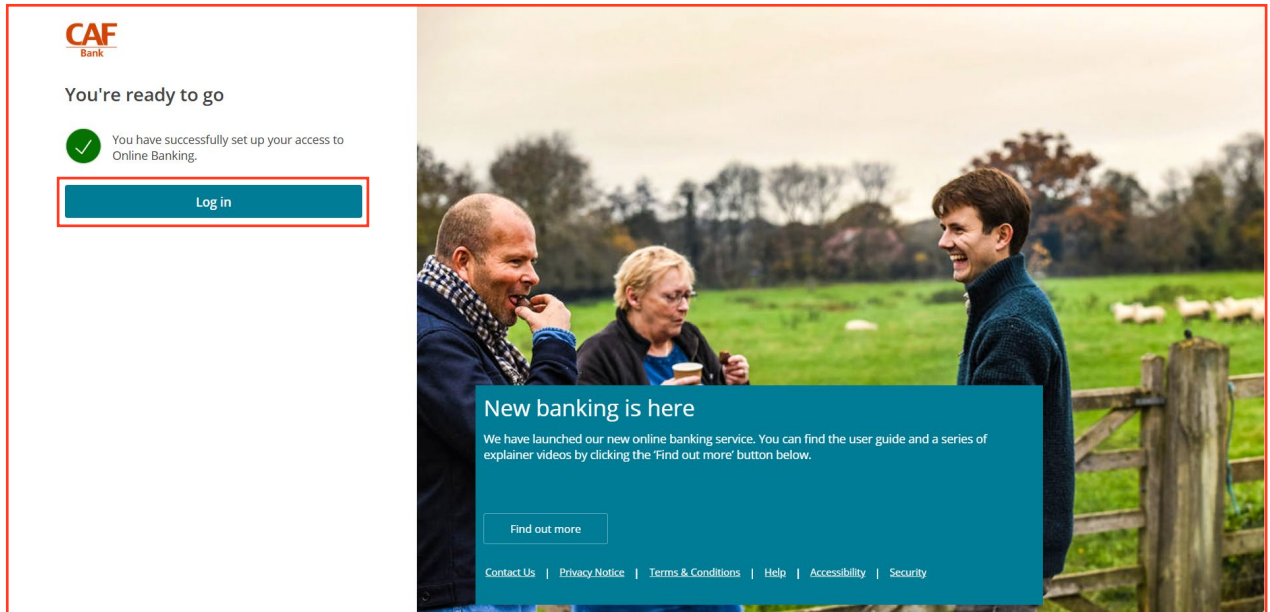 CAF
Bank
You're ready to go
You have successfully set up your access to
Online Banking.
Log in
New banking is here
We have launched our new online banking service. You can find the user guide and a series of
explainer videos by clicking the 'Find out more' button below.
Find out more
Contact Us | Privacy Notice | Terms & Conditions | Help | Accessibility | Security